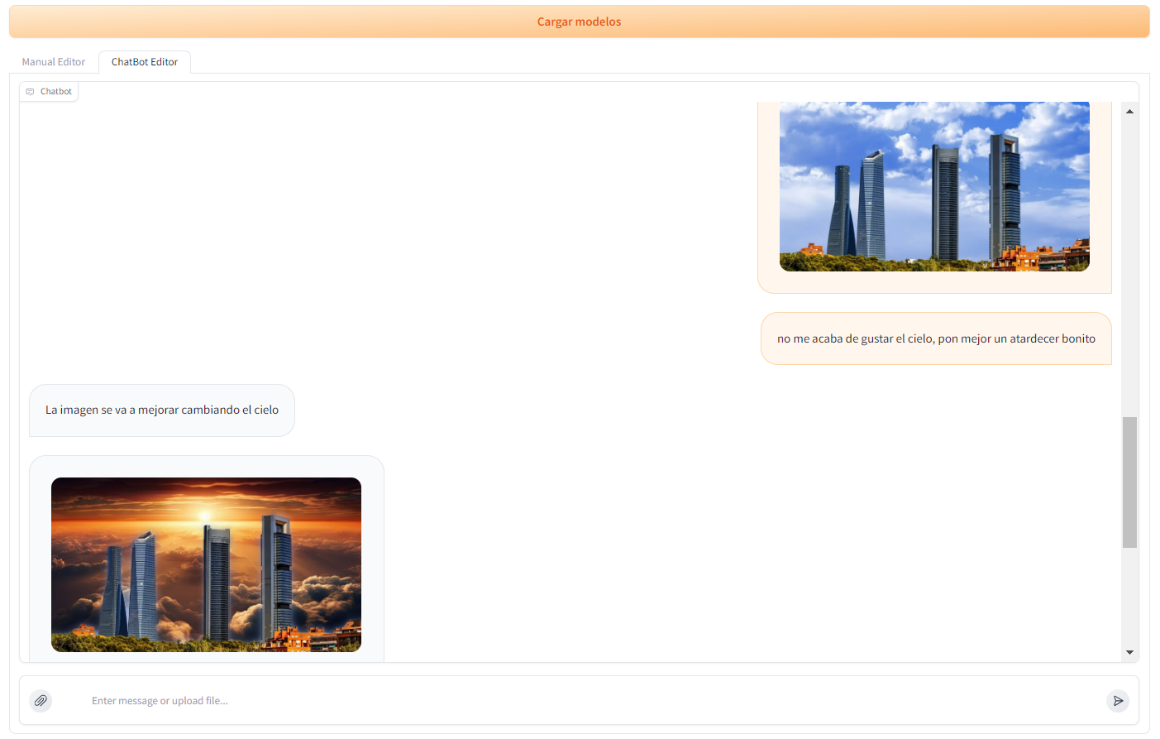 Cargar modelos
Manual Editor
ChatBot Editor
Chatbot
no me acaba de gustar el cielo, pon mejor un atardecer bonito
La imagen se va a mejorar cambiando el cielo
Enter message or upload file...